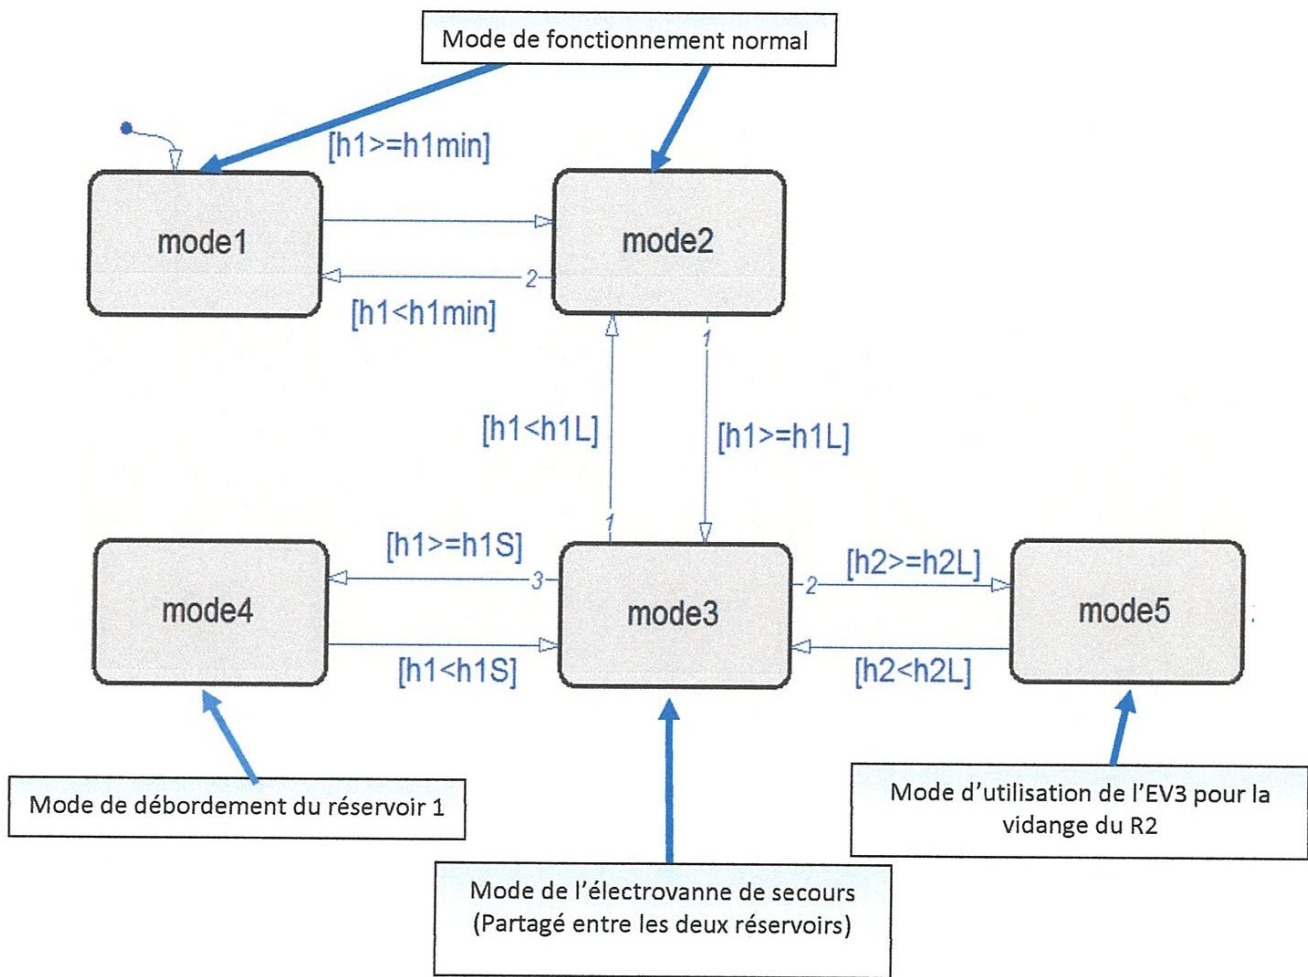 Mode de fonctionnement normal
[h1>=h1min]
mode1
mode2
2
[h1<h1min]
1
[h1<h1L]
[h1>=h1L]
1
[h1>=h1S]
3
mode4
[h1<h1S]
mode3
[h2>=h2L]
2
mode5
[h2<h2L]
Mode de débordement du réservoir 1
Mode d’utilisation de l’EV3 pour la
vidange du R2
Mode de l’électrovanne de secours
(Partagé entre les deux réservoirs)